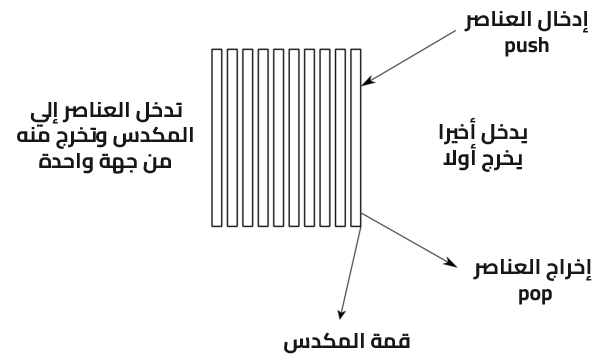 إدخال العناصر
push
تدخل العناصر إلي
المكدس وتخرج منه
من جهة واحدة
يدخل أخيرا
يخرج أولا
إخراج العناصر
pop
قمة المكدس